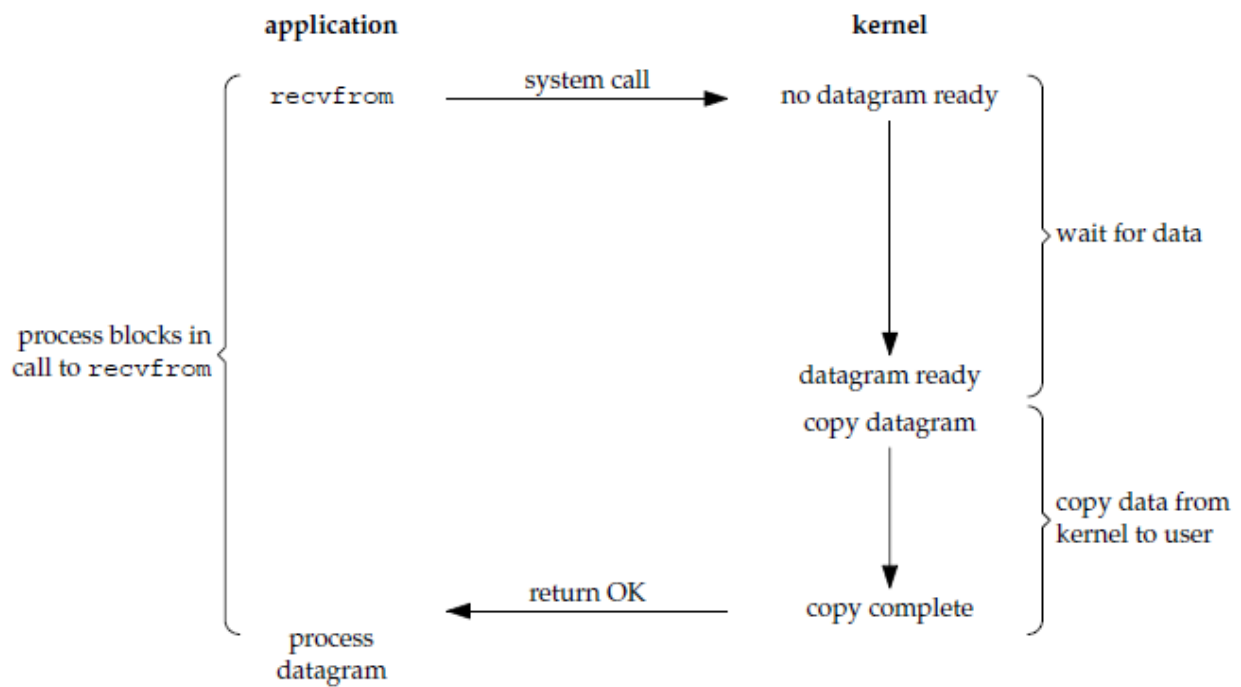 application
kernel
recvfrom
system call
no datagram ready
wait for data
process blocks in
call to recvfrom
datagram ready
copy datagram
copy data from
kernel to user
return OK
copy complete
process
datagram